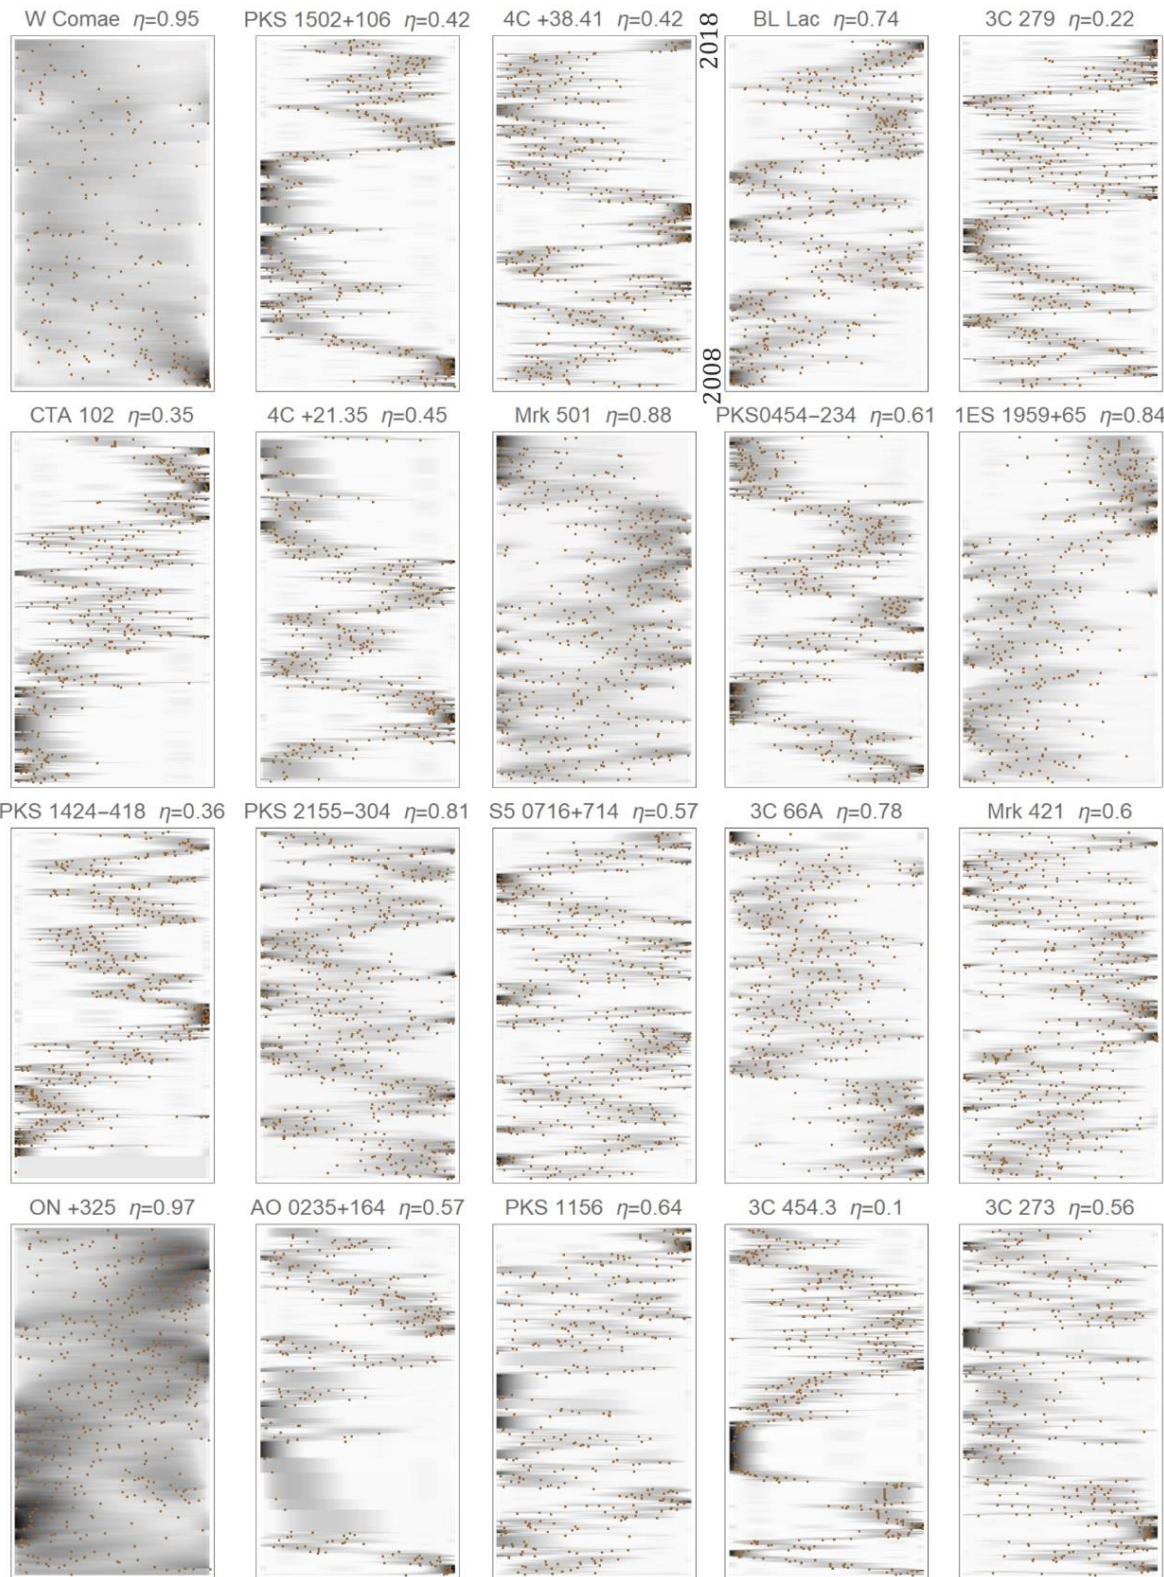 W Comae η=0.95 PKS 1502+106 η=0.42 4C +38.41 η=0.42 BL Lac η=0.74 3C 279 η=0.22
2018
2008
CTA 102 η=0.35 4C +21.35 η=0.45 Mrk 501 η=0.88 PKS0454−234 η=0.61 1ES 1959+65 η=0.84
PKS 1424−418 η=0.36 PKS 2155−304 η=0.81 S5 0716+714 η=0.57 3C 66A η=0.78 Mrk 421 η=0.6
ON +325 η=0.97 AO 0235+164 η=0.57 PKS 1156 η=0.64 3C 454.3 η=0.1 3C 273 η=0.56